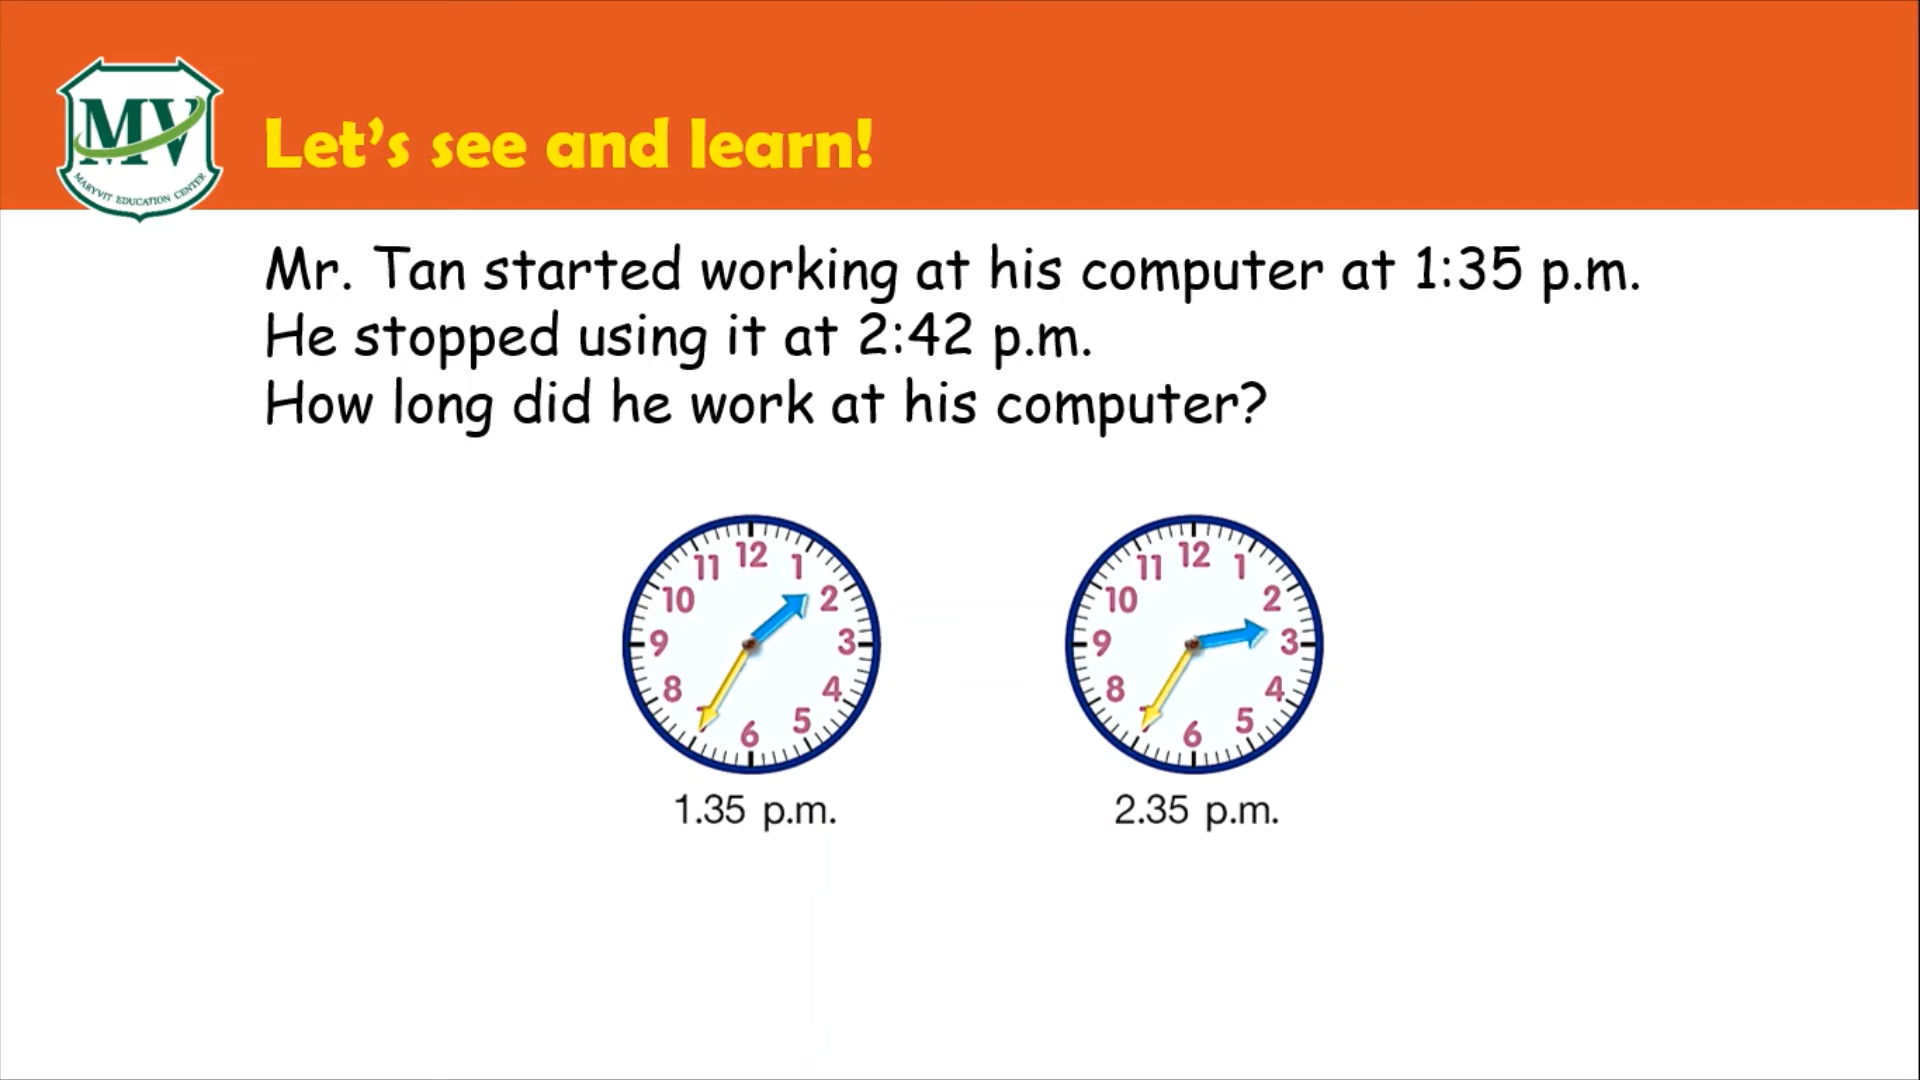 MV
MARYVIT EDUCATION CENTER
Let's see and learn!
Mr. Tan started working at his computer at 1:35 p.m.
He stopped using it at 2:42 p.m.
How long did he work at his computer?
12
11 1
10 2
9 3
8 4
7 5
6
12
11 1
10 2
9 3
8 4
7 5
6
1.35 p.m.
2.35 p.m.